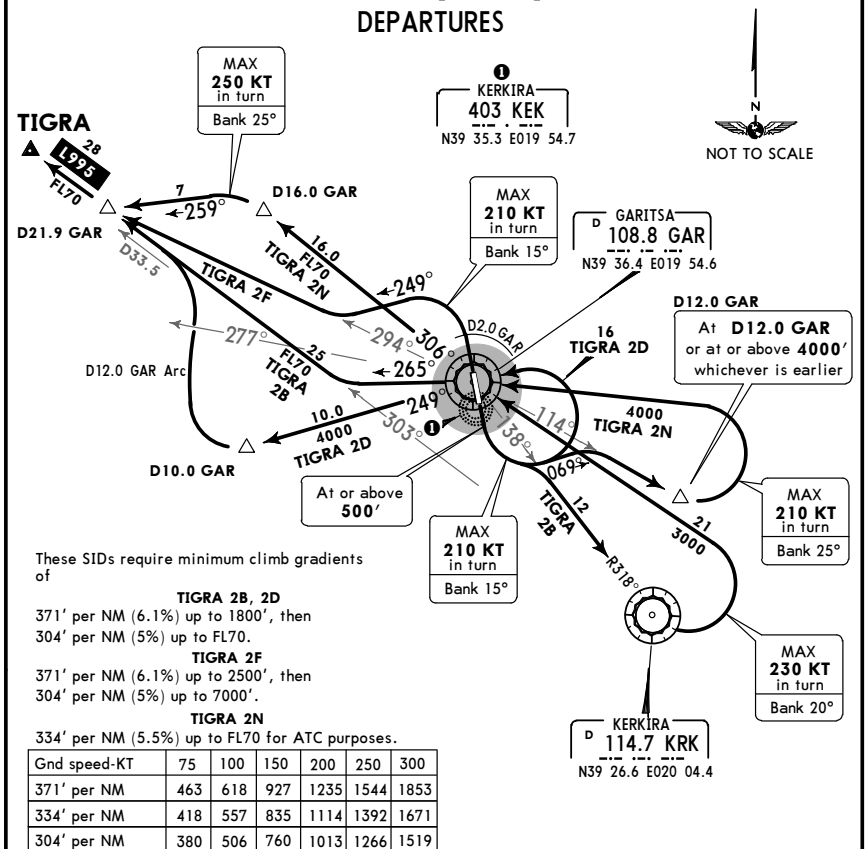 DEPARTURES
MAX
250 KT
in turn
Bank 25°
1
KERKIRA
403 KEK
N39 35.3 E019 54.7
N
NOT TO SCALE
TIGRA
28
L995
FL70
7
259°
D16.0 GAR
D21.9 GAR
D33.5
MAX
210 KT
in turn
Bank 15°
GARITSA
D 108.8 GAR
N39 36.4 E019 54.6
16.0
FL70
TIGRA 2N
TIGRA 2F
249°
294°
306°
D2.0 GAR
277°
25
FL70
TIGRA
2B
265°
D12.0 GAR Arc
16
TIGRA 2D
D12.0 GAR
At D12.0 GAR
or at or above 4000'
whichever is earlier
249°
10.0
4000
TIGRA 2D
303°
1
D10.0 GAR
114°
138°
069°
4000
TIGRA 2N
At or above
500'
MAX
210 KT
in turn
Bank 15°
TIGRA
2B
12
R318°
21
3000
MAX
210 KT
in turn
Bank 25°
MAX
230 KT
in turn
Bank 20°
KERKIRA
D 114.7 KRK
N39 26.6 E020 04.4
These SIDs require minimum climb gradients
of
TIGRA 2B, 2D
371' per NM (6.1%) up to 1800', then
304' per NM (5%) up to FL70.
TIGRA 2F
371' per NM (6.1%) up to 2500', then
304' per NM (5%) up to 7000'.
TIGRA 2N
334' per NM (5.5%) up to FL70 for ATC purposes.
Gnd speed-KT 75 100 150 200 250 300
371' per NM 463 618 927 1235 1544 1853
334' per NM 418 557 835 1114 1392 1671
304' per NM 380 506 760 1013 1266 1519